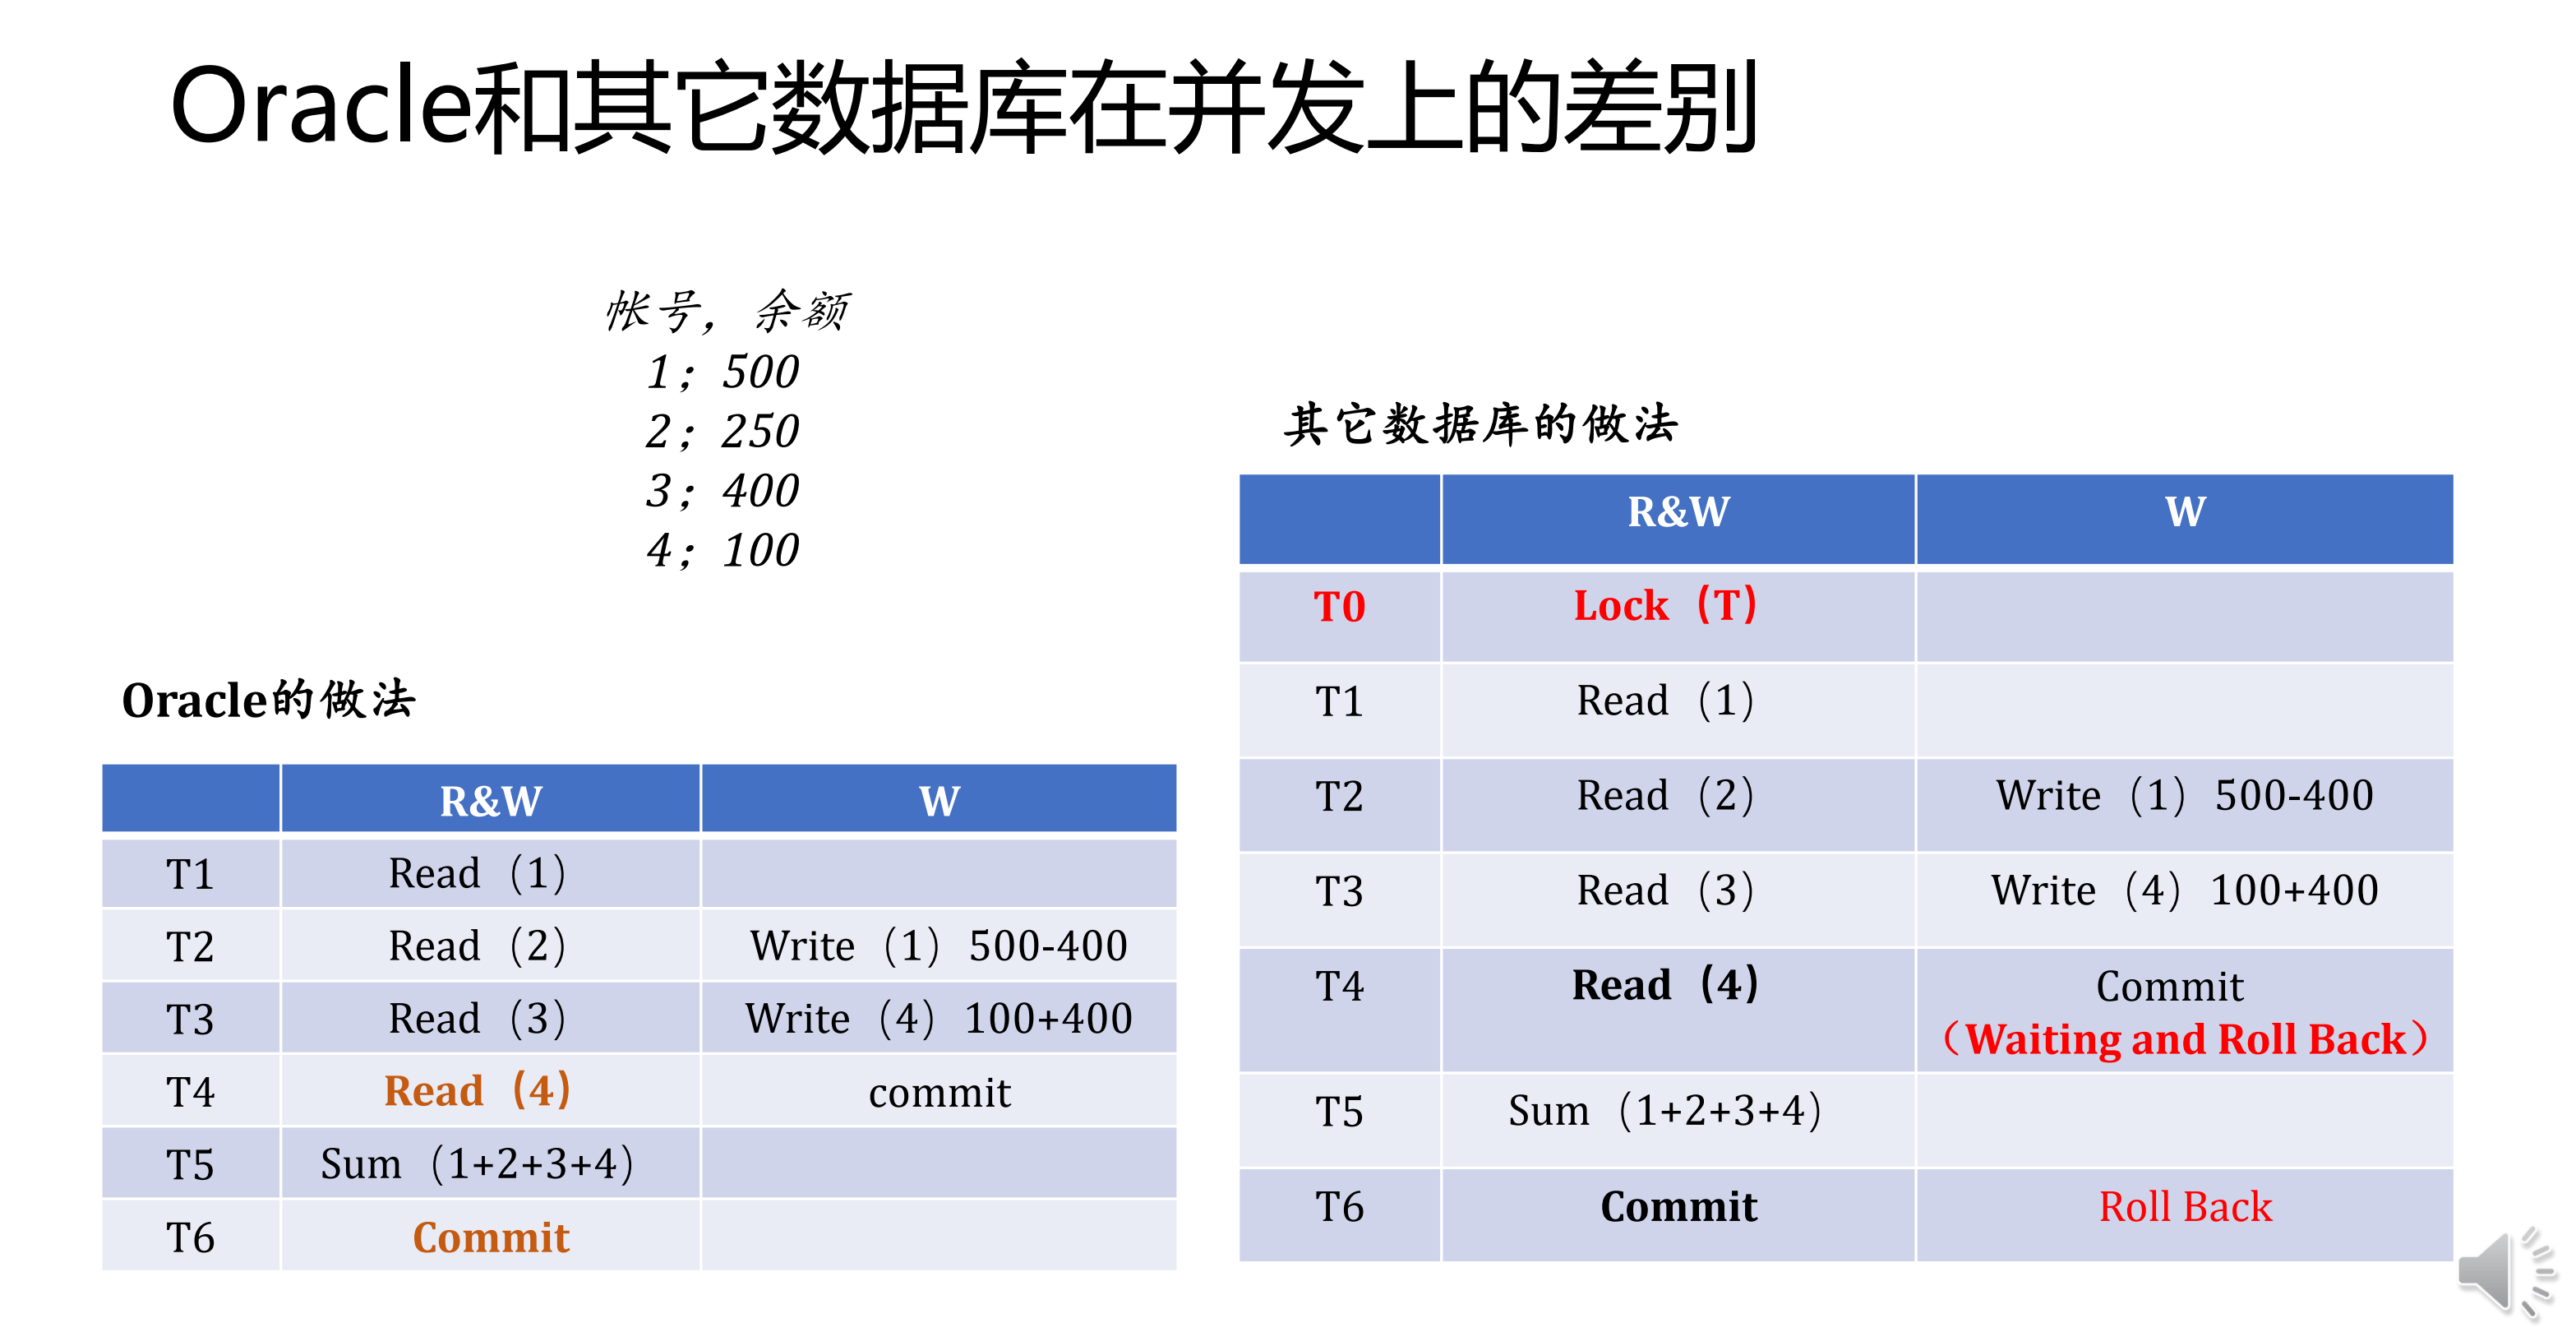 Oracle和其它数据库在并发上的差别
帐号，余额
1；500
2；250
3；400
4；100
Oracle的做法
R&W W
T1 Read（1）
T2 Read（2） Write（1）500-400
T3 Read（3） Write（4）100+400
T4 Read（4） commit
T5 Sum（1+2+3+4）
T6 Commit
其它数据库的做法
R&W W
T0 Lock（T）
T1 Read（1）
T2 Read（2） Write（1）500-400
T3 Read（3） Write（4）100+400
T4 Read（4） Commit
（Waiting and Roll Back）
T5 Sum（1+2+3+4）
T6 Commit Roll Back